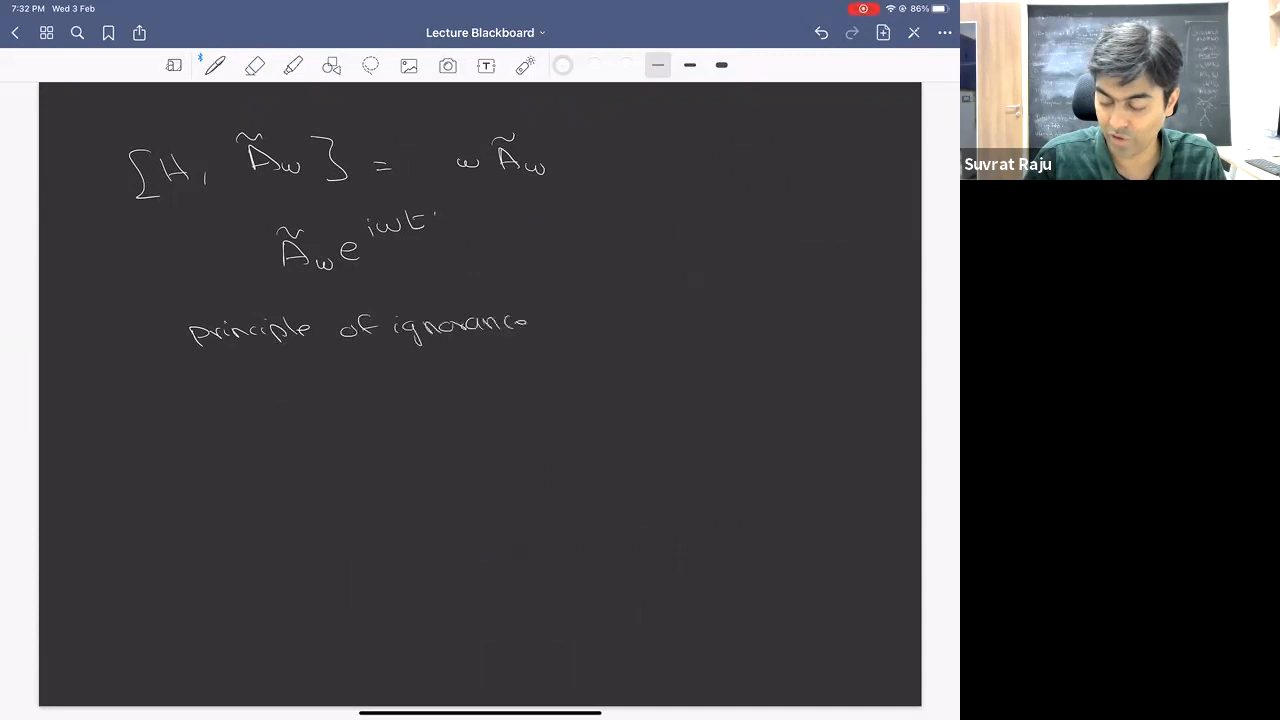 7:32 PM Wed 3 Feb
86%
Lecture Blackboard
[H, Ã_ω] = ω Ã_ω
Ã_ω e^{iωt}
principle of ignorance
Suvrat Raju